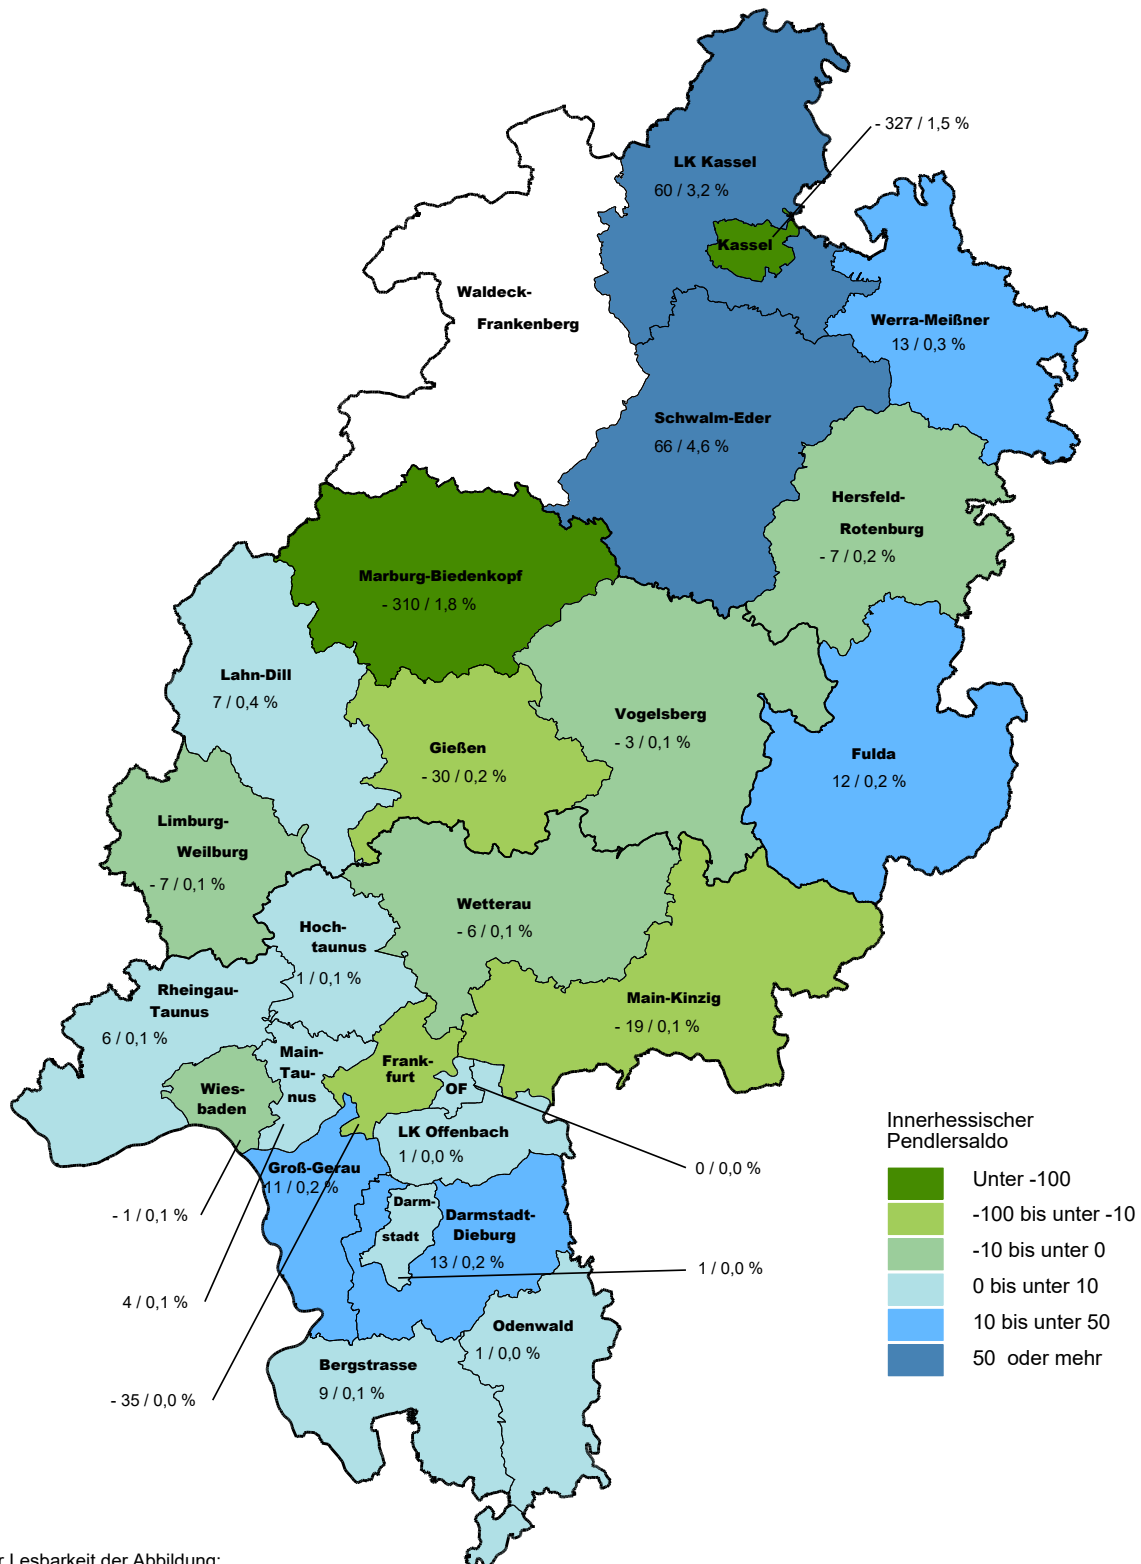 - 327 / 1,5 %
LK Kassel
60 / 3,2 %
Kassel
Waldeck-
Frankenberg
Werra-Meißner
13 / 0,3 %
Schwalm-Eder
66 / 4,6 %
Hersfeld-
Rotenburg
- 7 / 0,2 %
Marburg-Biedenkopf
- 310 / 1,8 %
Lahn-Dill
7 / 0,4 %
Vogelsberg
- 3 / 0,1 %
Gießen
- 30 / 0,2 %
Fulda
12 / 0,2 %
Limburg-
Weilburg
- 7 / 0,1 %
Wetterau
- 6 / 0,1 %
Hoch-
taunus
1 / 0,1 %
Rheingau-
Taunus
6 / 0,1 %
Main-Kinzig
- 19 / 0,1 %
Main-
Tau-
nus
Frank-
furt
Wies-
baden
OF
LK Offenbach
1 / 0,0 %
0 / 0,0 %
Groß-Gerau
11 / 0,2 %
Darm-
stadt
Darmstadt-
Dieburg
13 / 0,2 %
- 1 / 0,1 %
1 / 0,0 %
4 / 0,1 %
Odenwald
1 / 0,0 %
Bergstrasse
9 / 0,1 %
- 35 / 0,0 %
Innerhessischer
Pendlersaldo
Unter -100
-100 bis unter -10
-10 bis unter 0
0 bis unter 10
10 bis unter 50
50 oder mehr
r Lesbarkeit der Abbildung: